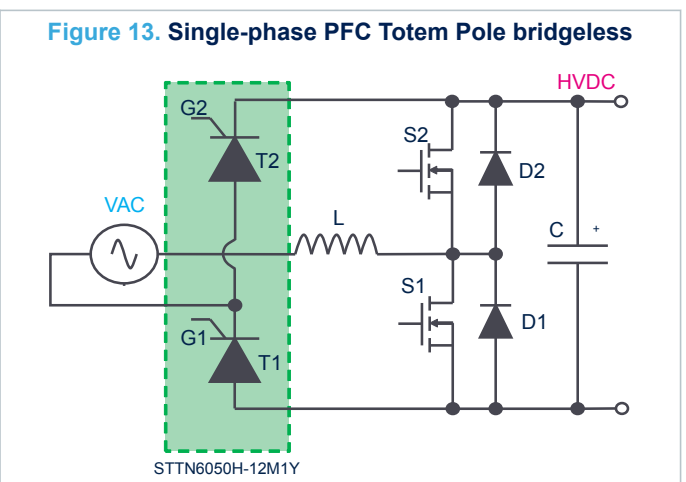 Figure 13. Single-phase PFC Totem Pole bridgeless
HVDC
G2
S2
T2
D2
VAC
L
C
+
S1
G1
D1
T1
STTN6050H-12M1Y